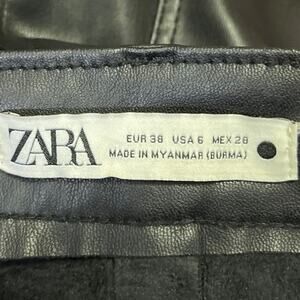 ZARA
EUR 38 USA 6 MEX 28
MADE IN MYANMAR (BURMA)